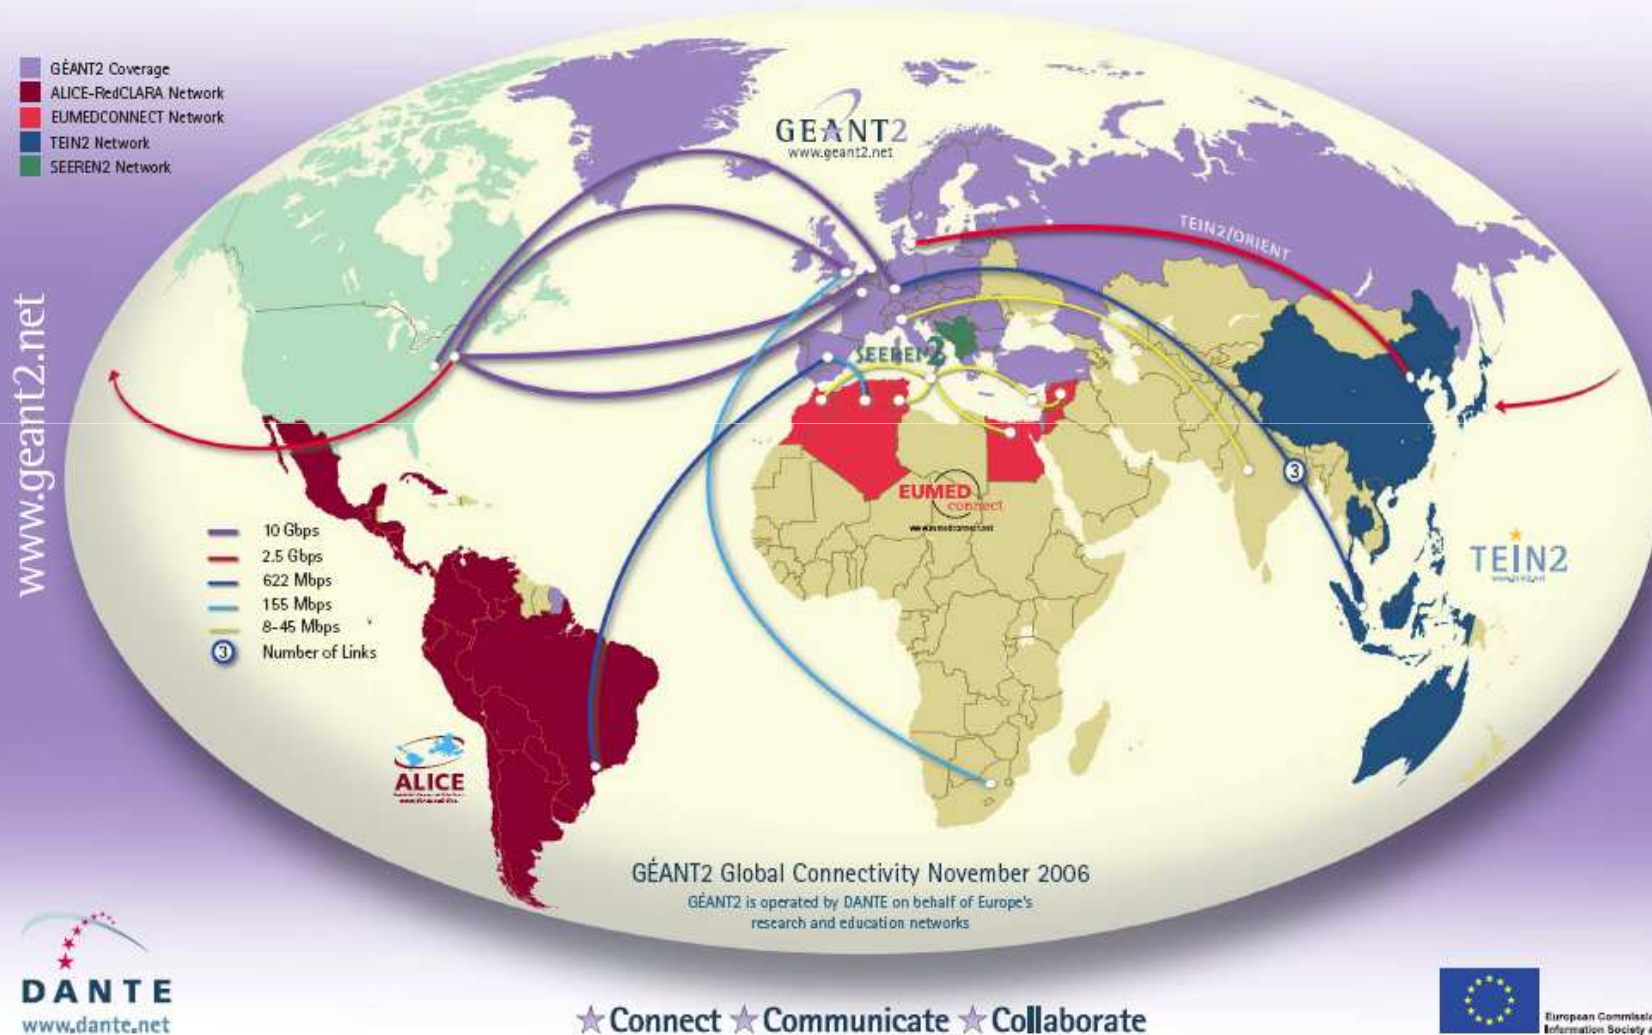 GÉANT2 Coverage
ALICE-RedCLARA Network
EUMEDCONNECT Network
TEIN2 Network
SEEREN2 Network
www.geant2.net
GEANT2
www.geant2.net
TEIN2/ORIENT
SEEREN2
EUMED
connect
3
10 Gbps
2.5 Gbps
622 Mbps
155 Mbps
8-45 Mbps
3 Number of Links
TEIN2
ALICE
GÉANT2 Global Connectivity November 2006
GÉANT2 is operated by DANTE on behalf of Europe's
research and education networks
DANTE
www.dante.net
Connect Communicate Collaborate
European
Information Society